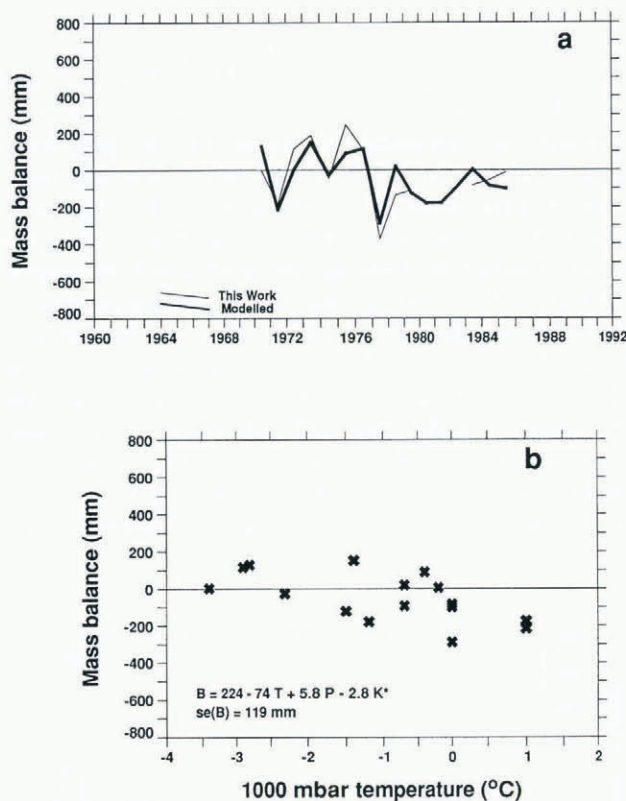 a
Mass balance (mm)
800
600
400
200
0
-200
-400
-600
-800
This Work
Modelled
1960 1964 1968 1972 1976 1980 1984 1988 1992
b
Mass balance (mm)
800
600
400
200
0
-200
-400
-600
-800
B = 224 - 74 T + 5.8 P - 2.8 K*
se(B) = 119 mm
-4 -3 -2 -1 0 1 2
1000 mbar temperature (°C)